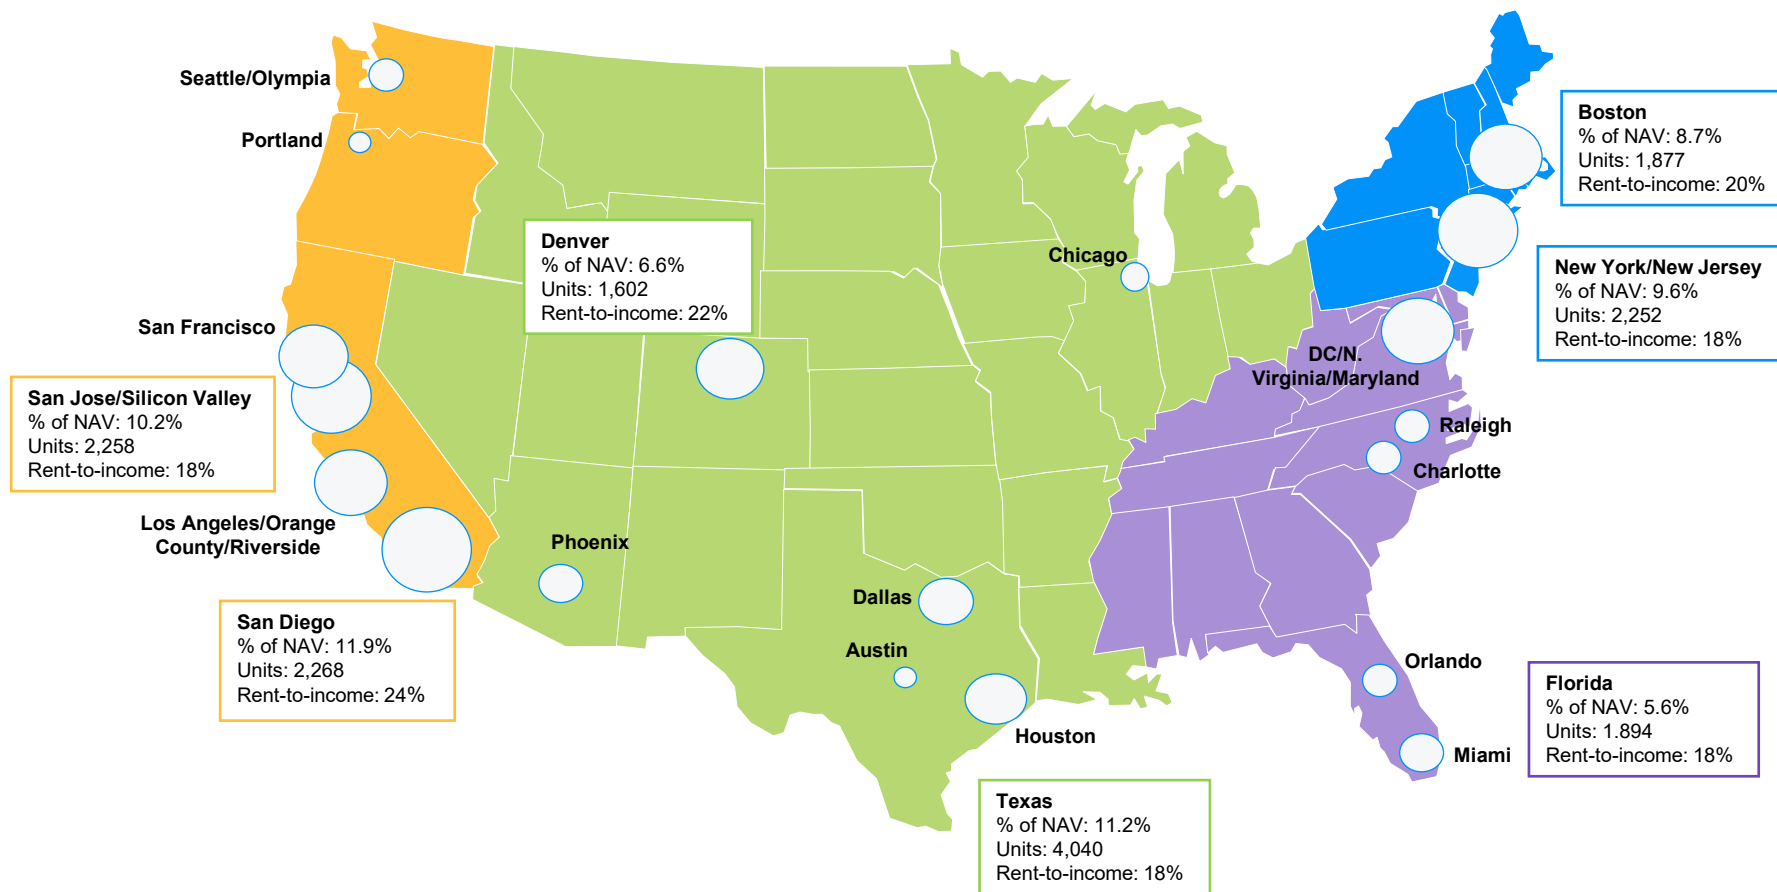 Seattle/Olympia
Portland
San Francisco
San Jose/Silicon Valley
% of NAV: 10.2%
Units: 2,258
Rent-to-income: 18%
Los Angeles/Orange
County/Riverside
San Diego
% of NAV: 11.9%
Units: 2,268
Rent-to-income: 24%
Denver
% of NAV: 6.6%
Units: 1,602
Rent-to-income: 22%
Phoenix
Dallas
Austin
Houston
Texas
% of NAV: 11.2%
Units: 4,040
Rent-to-income: 18%
Chicago
Boston
% of NAV: 8.7%
Units: 1,877
Rent-to-income: 20%
New York/New Jersey
% of NAV: 9.6%
Units: 2,252
Rent-to-income: 18%
DC/N.
Virginia/Maryland
Raleigh
Charlotte
Orlando
Miami
Florida
% of NAV: 5.6%
Units: 1.894
Rent-to-income: 18%